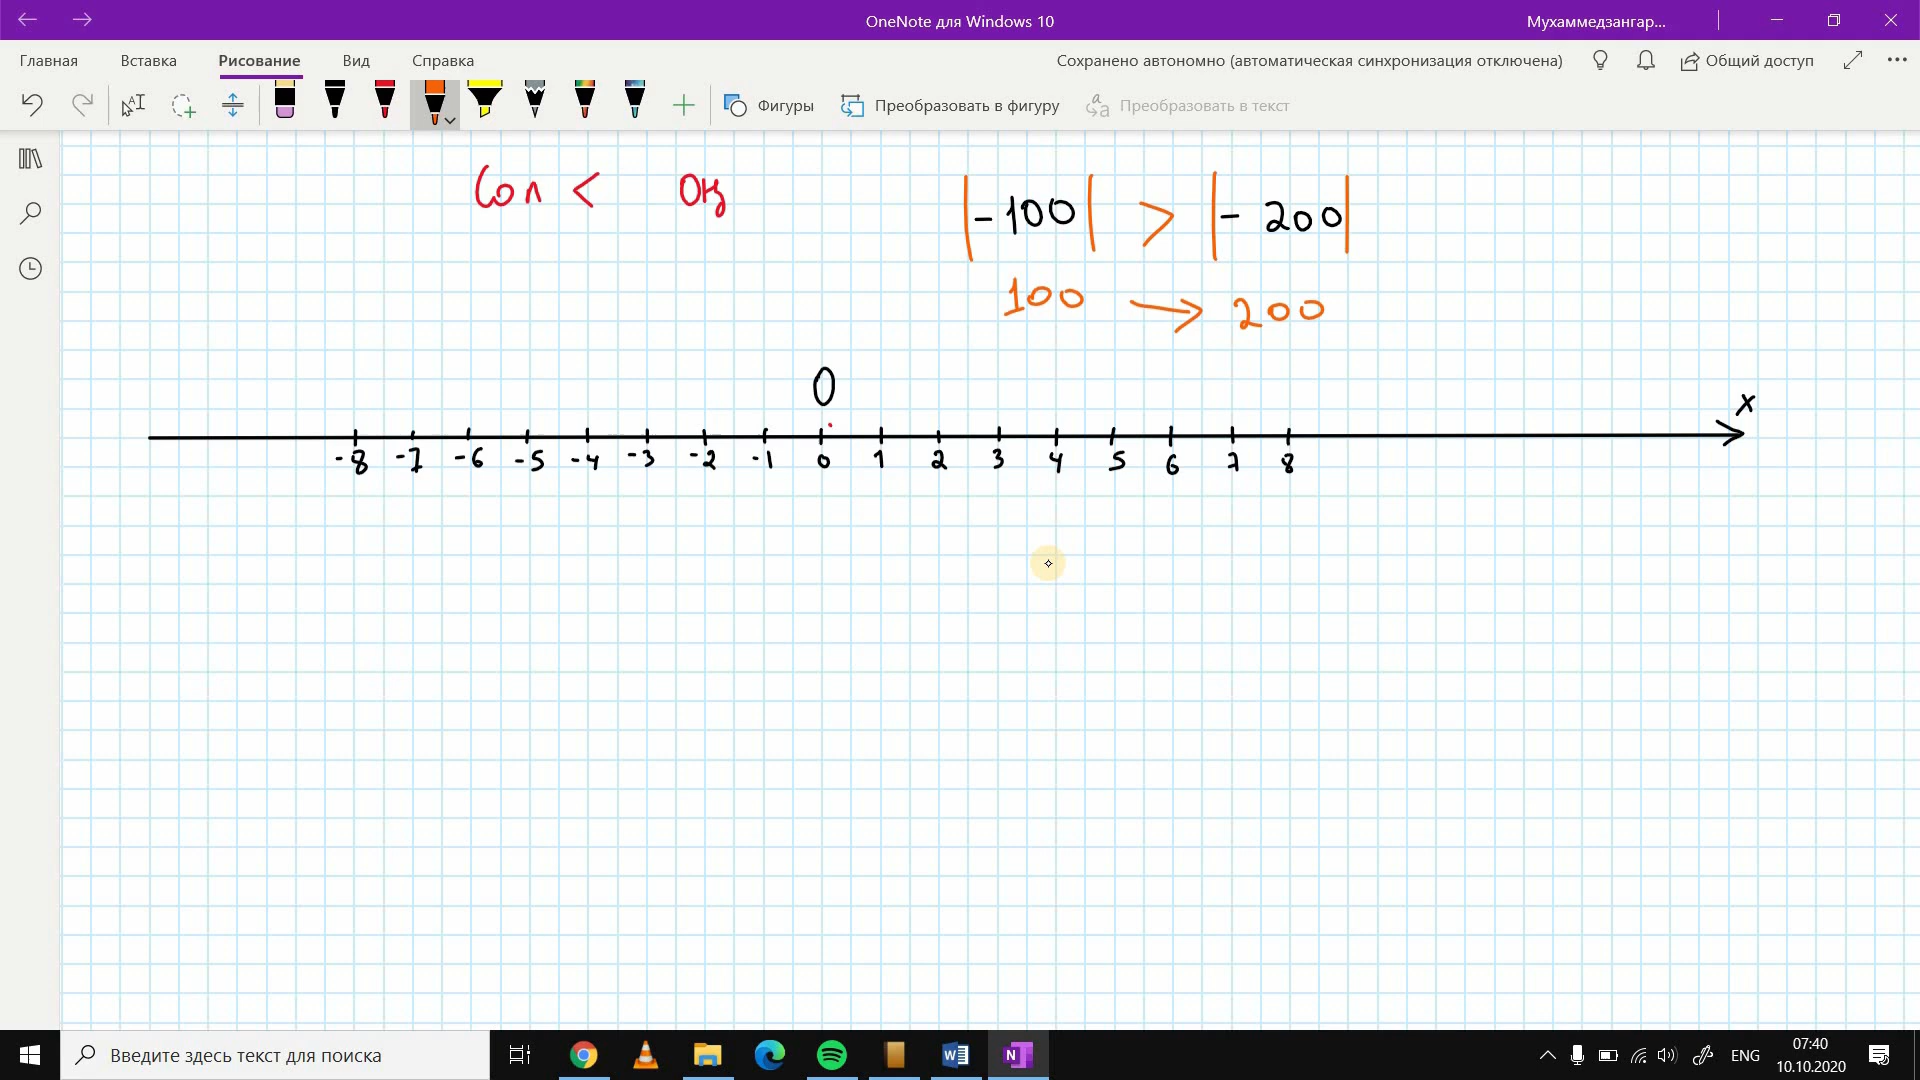 OneNote для Windows 10
Мухаммедзангар...
Главная Вставка Рисование Вид Справка
Сохранено автономно (автоматическая синхронизация отключена) Общий доступ
Фигуры Преобразовать в фигуру Преобразовать в текст
Сол < Оң
|-100| > |- 200|
100 → 200
0
x
-8 -7 -6 -5 -4 -3 -2 -1 0 1 2 3 4 5 6 7 8
Введите здесь текст для поиска
ENG
07:40
10.10.2020